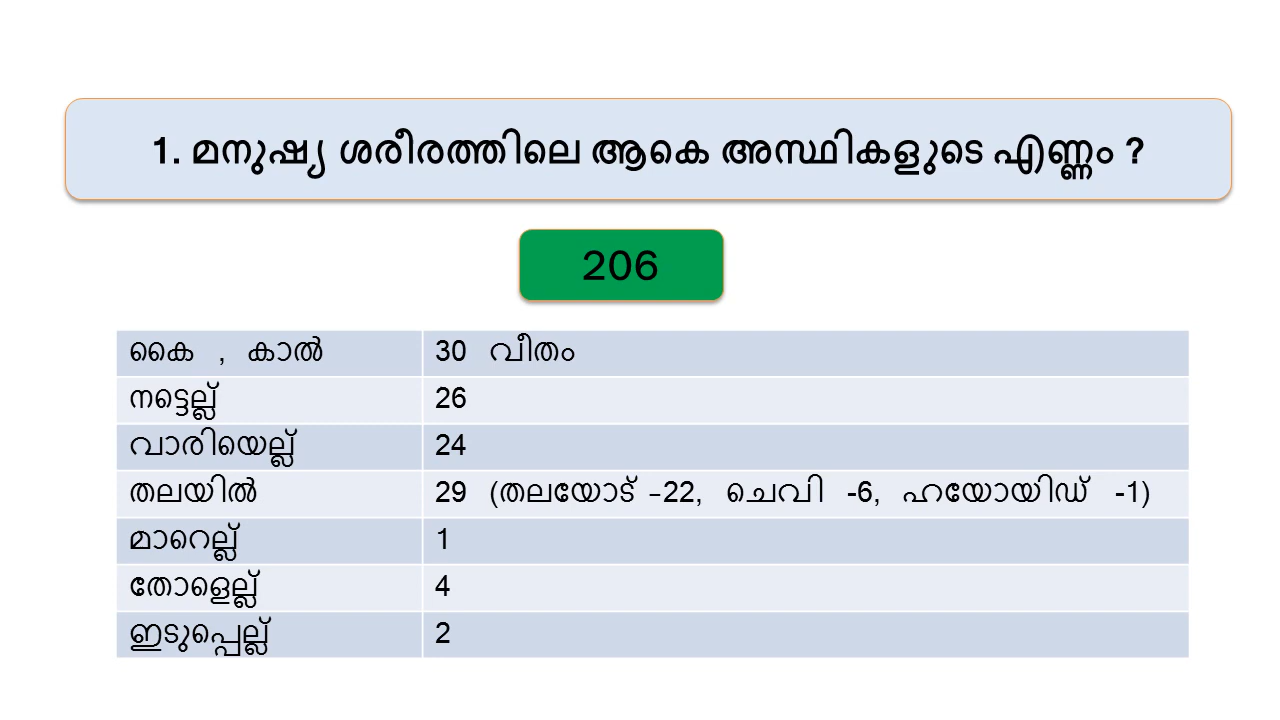 1. മനുഷ്യ ശരീരത്തിലെ ആകെ അസ്ഥികളുടെ എണ്ണം ?
206
കൈ , കാൽ 30 വീതം
നട്ടെല്ല് 26
വാരിയെല്ല് 24
തലയിൽ 29 (തലയോട് –22, ചെവി -6, ഹയോയിഡ് -1)
മാറെല്ല് 1
തോളെല്ല് 4
ഇടുപ്പെല്ല് 2